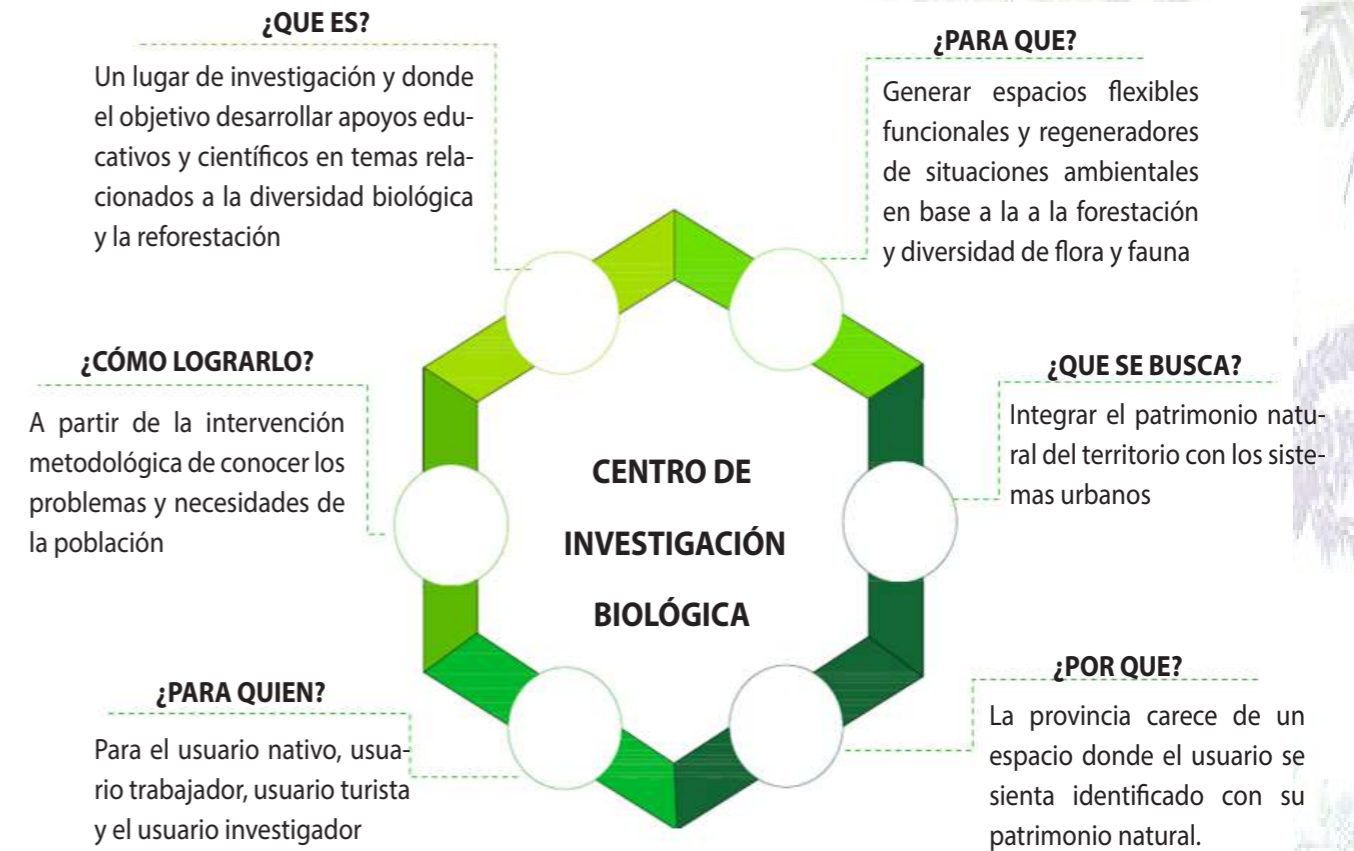 ¿QUE ES?
Un lugar de investigación y donde
el objetivo desarrollar apoyos edu-
cativos y científicos en temas rela-
cionados a la diversidad biológica
y la reforestación
¿PARA QUE?
Generar espacios flexibles
funcionales y regeneradores
de situaciones ambientales
en base a la a la forestación
y diversidad de flora y fauna
¿CÓMO LOGRARLO?
A partir de la intervención
metodológica de conocer los
problemas y necesidades de
la población
CENTRO DE
INVESTIGACIÓN
BIOLÓGICA
¿QUE SE BUSCA?
Integrar el patrimonio natu-
ral del territorio con los siste-
mas urbanos
¿PARA QUIEN?
Para el usuario nativo, usua-
rio trabajador, usuario turista
y el usuario investigador
¿POR QUE?
La provincia carece de un
espacio donde el usuario se
sienta identificado con su
patrimonio natural.